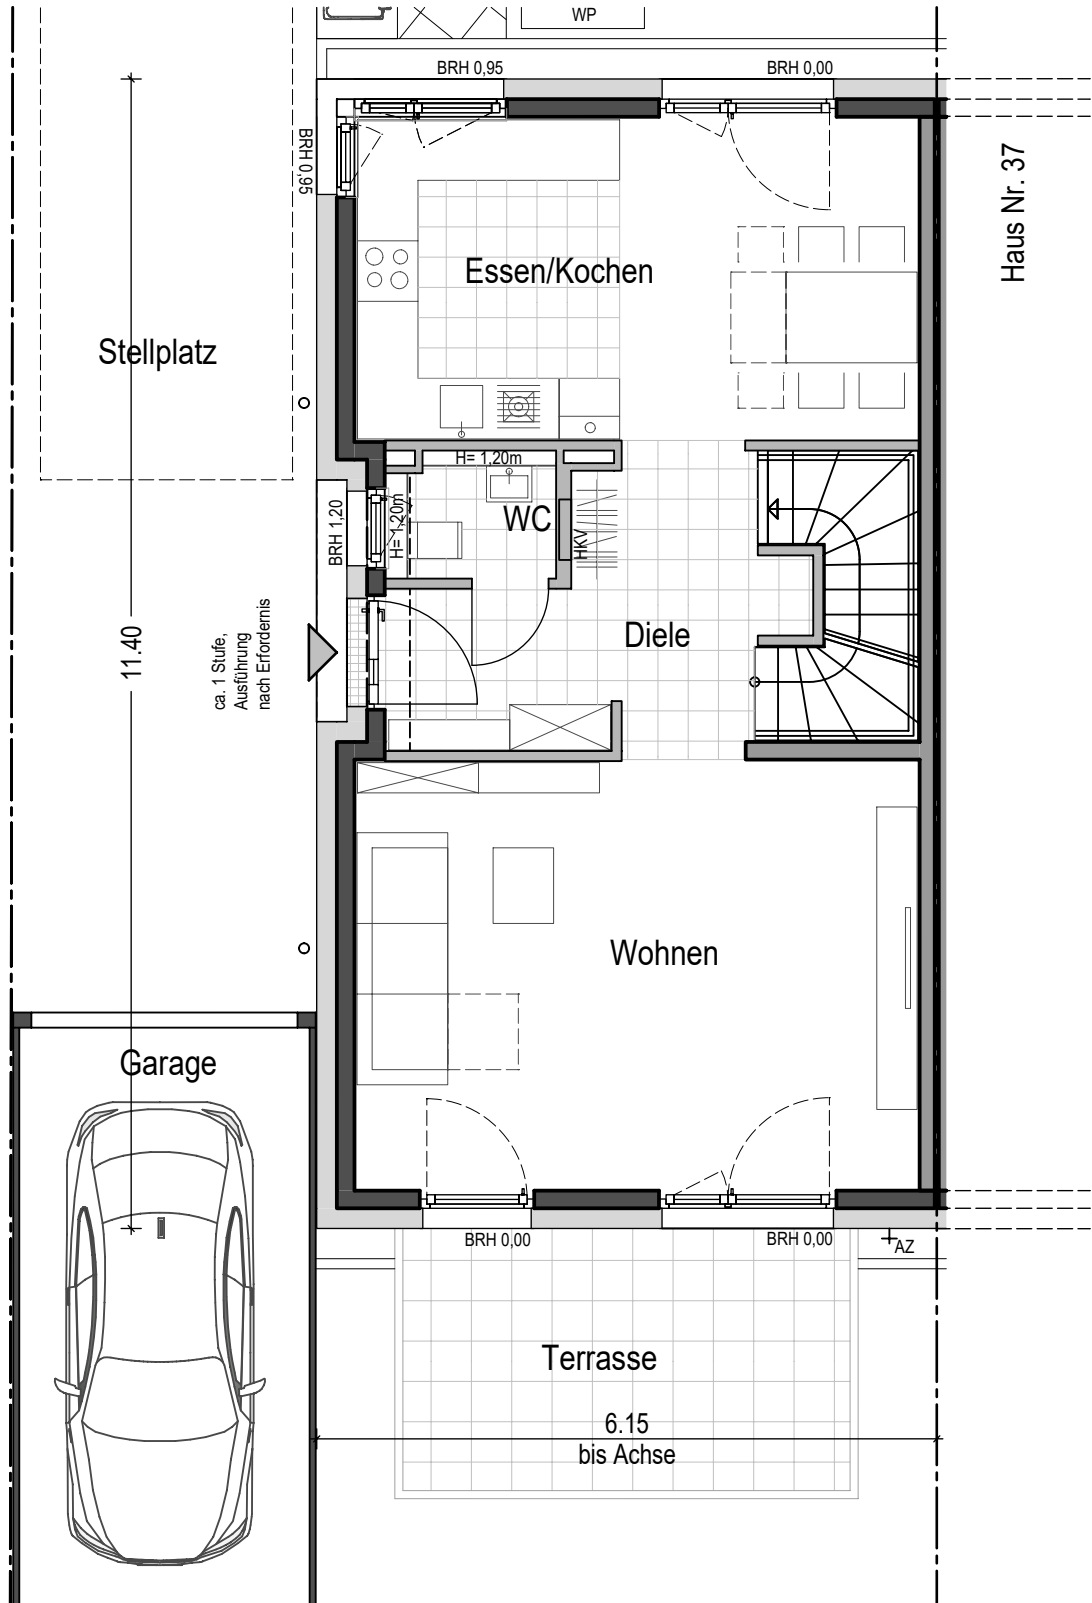 WP
BRH 0,95
BRH 0,00
BRH 0,95
Haus Nr. 37
Essen/Kochen
Stellplatz
H= 1,20m
WC
H= 1,20m
BRH 1,20
HKV
Diele
11.40
ca. 1 Stufe,
Ausführung
nach Erfordernis
Wohnen
Garage
BRH 0,00
BRH 0,00
AZ
Terrasse
6.15
bis Achse